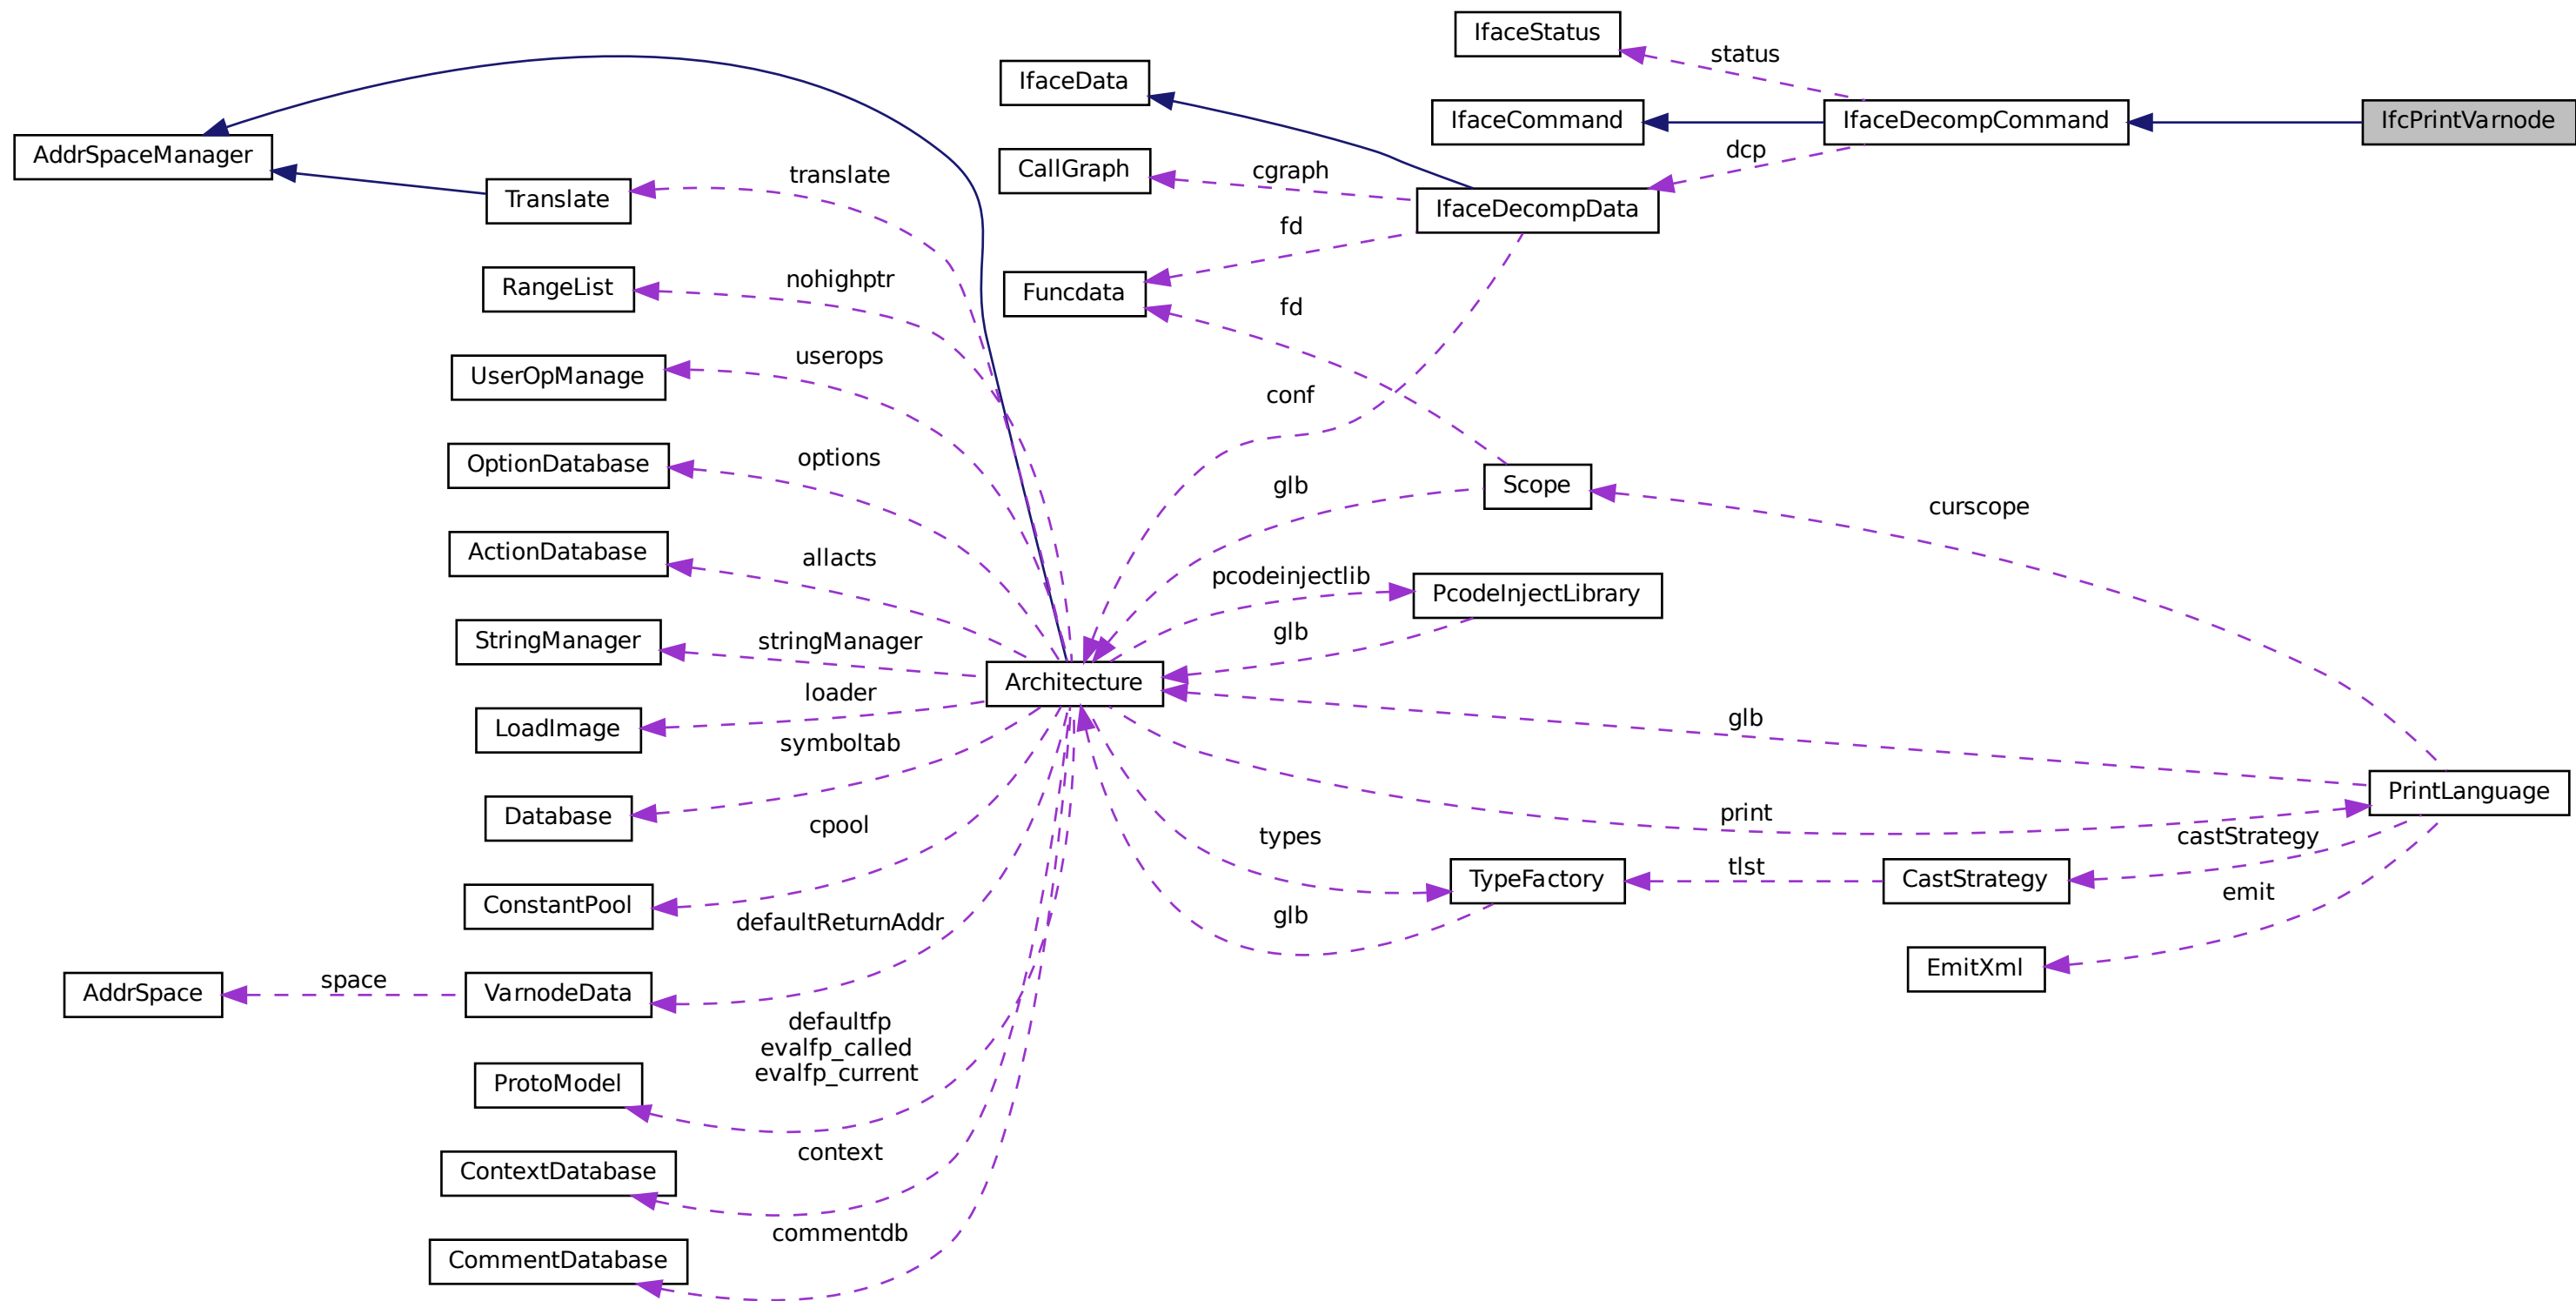 IfaceStatus
status
IfaceData
IfaceCommand
IfaceDecompCommand
IfcPrintVarnode
AddrSpaceManager
dcp
CallGraph
cgraph
translate
Translate
IfaceDecompData
fd
nohighptr
RangeList
Funcdata
fd
userops
UserOpManage
conf
options
OptionDatabase
glb
Scope
curscope
allacts
ActionDatabase
pcodeinjectlib
PcodeInjectLibrary
glb
stringManager
StringManager
Architecture
loader
LoadImage
glb
symboltab
PrintLanguage
print
Database
cpool
types
castStrategy
tlst
TypeFactory
CastStrategy
emit
ConstantPool
glb
defaultReturnAddr
EmitXml
space
AddrSpace
VarnodeData
defaultfp
evalfp_called
evalfp_current
ProtoModel
context
ContextDatabase
commentdb
CommentDatabase